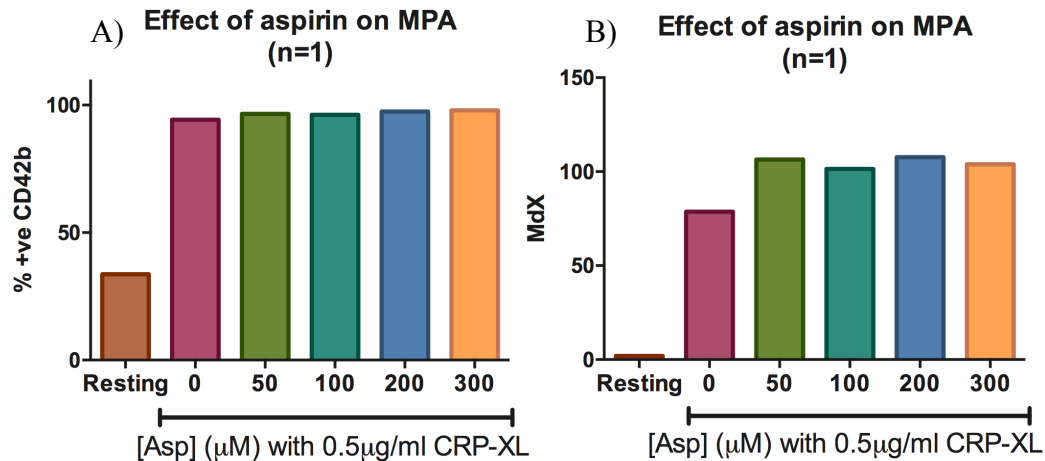 A)
Effect of aspirin on MPA
(n=1)
% +ve CD42b
100
50
0
Resting 0 50 100 200 300
[Asp] (μM) with 0.5μg/ml CRP-XL
B)
Effect of aspirin on MPA
(n=1)
MdX
150
100
50
0
Resting 0 50 100 200 300
[Asp] (μM) with 0.5μg/ml CRP-XL